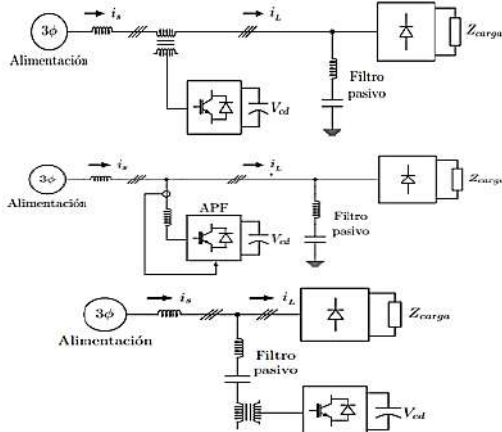 i_s
i_L
3ϕ
Alimentación
Z_carga
Filtro
pasivo
V_cd
i_s
i_L
3ϕ
Alimentación
APF
V_cd
Filtro
pasivo
Z_carga
i_s
i_L
3ϕ
Alimentación
Z_carga
Filtro
pasivo
V_cd